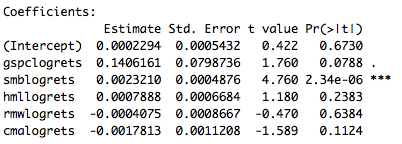 Coefficients:
Estimate Std. Error t value Pr(>|t|)
(Intercept) 0.0002294 0.0005432 0.422 0.6730
gspclogrets 0.1406161 0.0798736 1.760 0.0788 .
smblogrets 0.0023210 0.0004876 4.760 2.34e-06 ***
hmllogrets 0.0007888 0.0006684 1.180 0.2383
rmwlogrets -0.0004075 0.0008667 -0.470 0.6384
cmalogrets -0.0017813 0.0011208 -1.589 0.1124